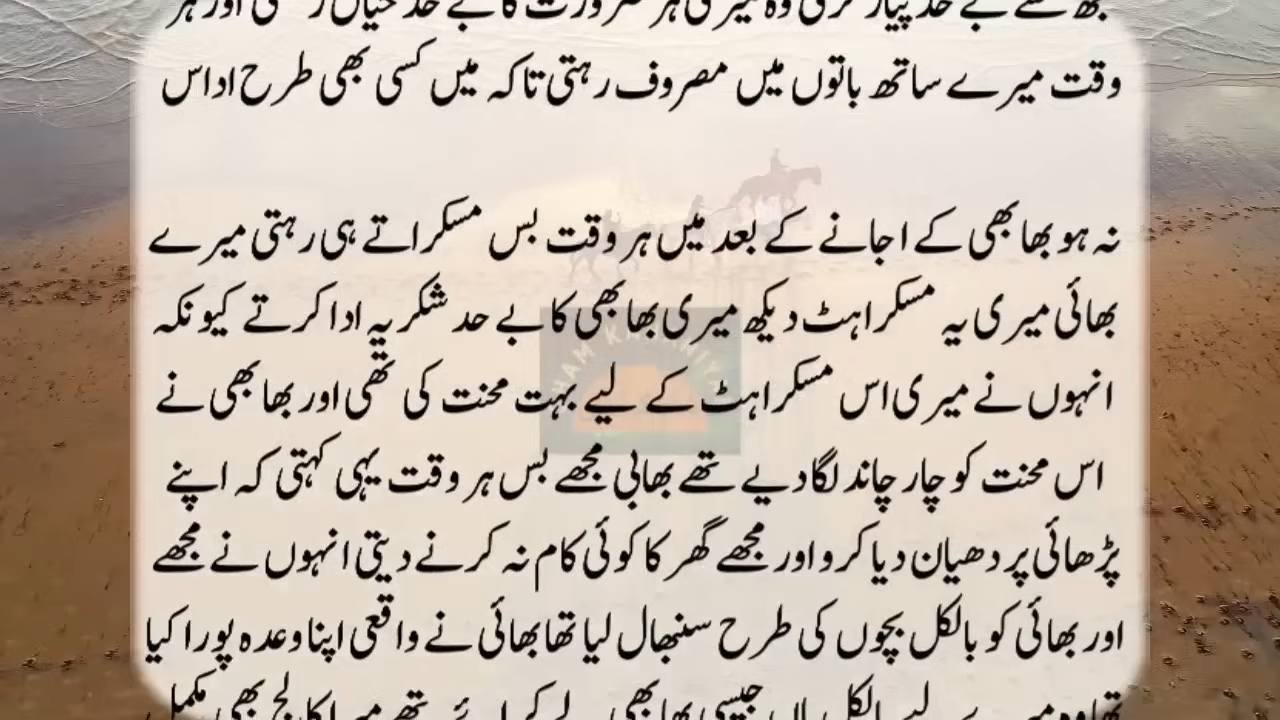 وقت میرے ساتھ باتوں میں مصروف رہتی تاکہ میں کسی بھی طرح اداس
نہ ہو بھابھی کے اجانے کے بعد میں ہر وقت بس مسکراتے ہی رہتی میرے
بھائی میری یہ مسکراہٹ دیکھ میری بھابھی کا بے حد شکریہ ادا کرتے کیونکہ
انہوں نے میری اس مسکراہٹ کے لیے بہت محنت کی تھی اور بھابھی نے
اس محنت کو چار چاند لگا دیے تھے بھابی مجھے بس ہر وقت یہی کہتی کہ اپنے
پڑھائی پر دھیان دیا کرو اور مجھے گھر کا کوئی کام نہ کرنے دیتی انہوں نے مجھے
اور بھائی کو بالکل بچوں کی طرح سنبھال لیا تھا بھائی نے واقعی اپنا وعدہ پورا کیا